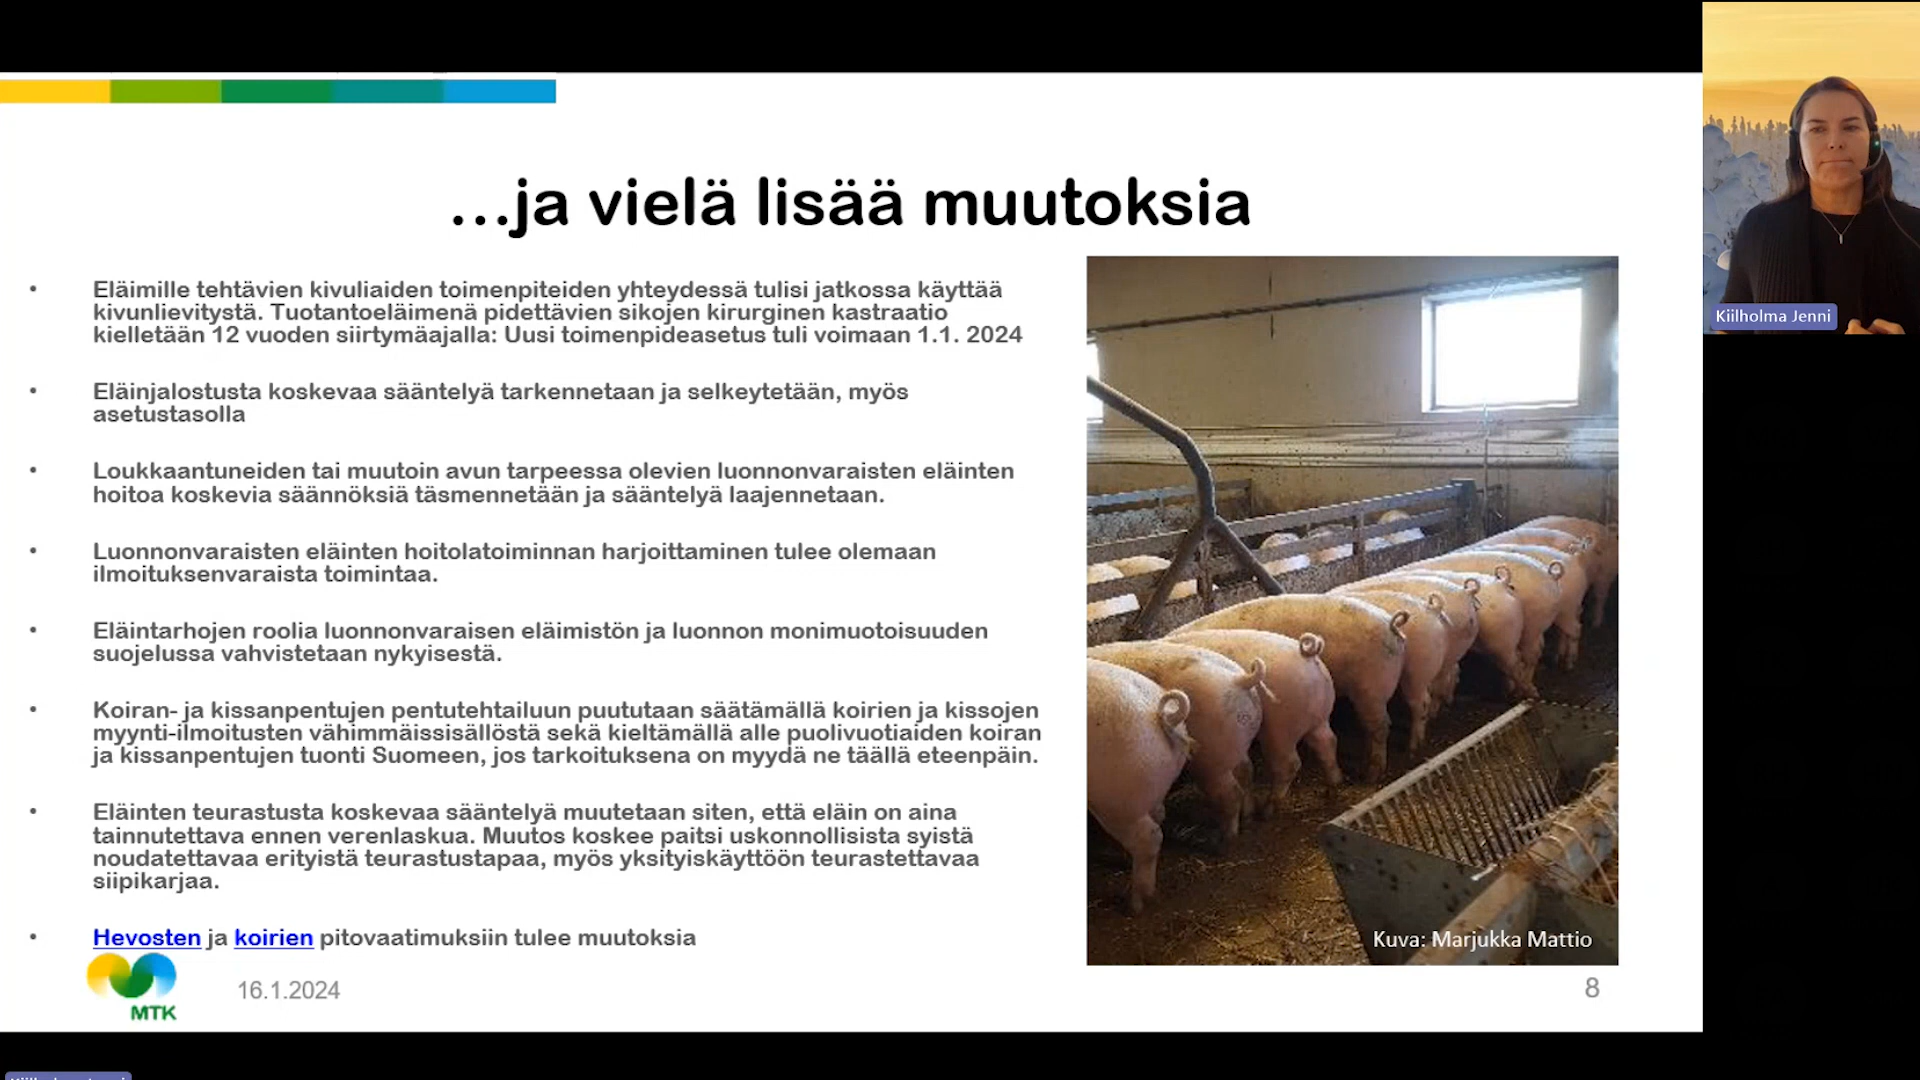 ...ja vielä lisää muutoksia
• Eläimille tehtävien kivuliaiden toimenpiteiden yhteydessä tulisi jatkossa käyttää
kivunlievitystä. Tuotantoeläimenä pidettävien sikojen kirurginen kastraatio
kielletään 12 vuoden siirtymäajalla: Uusi toimenpideasetus tuli voimaan 1.1. 2024
• Eläinjalostusta koskevaa sääntelyä tarkennetaan ja selkeytetään, myös
asetustasolla
• Loukkaantuneiden tai muutoin avun tarpeessa olevien luonnonvaraisten eläinten
hoitoa koskevia säännöksiä täsmennetään ja sääntelyä laajennetaan.
• Luonnonvaraisten eläinten hoitolatoiminnan harjoittaminen tulee olemaan
ilmoituksenvaraista toimintaa.
• Eläintarhojen roolia luonnonvaraisen eläimistön ja luonnon monimuotoisuuden
suojelussa vahvistetaan nykyisestä.
• Koiran- ja kissanpentujen pentutehtailuun puututaan säätämällä koirien ja kissojen
myynti-ilmoitusten vähimmäissisällöstä sekä kieltämällä alle puolivuotiaiden koiran
ja kissanpentujen tuonti Suomeen, jos tarkoituksena on myydä ne täällä eteenpäin.
• Eläinten teurastusta koskevaa sääntelyä muutetaan siten, että eläin on aina
tainnutettava ennen verenlaskua. Muutos koskee paitsi uskonnollisista syistä
noudatettavaa erityistä teurastustapaa, myös yksityiskäyttöön teurastettavaa
siipikarjaa.
• Hevosten ja koirien pitovaatimuksiin tulee muutoksia
Kuva: Marjukka Mattio
MTK
16.1.2024
8
Kiilholma Jenni